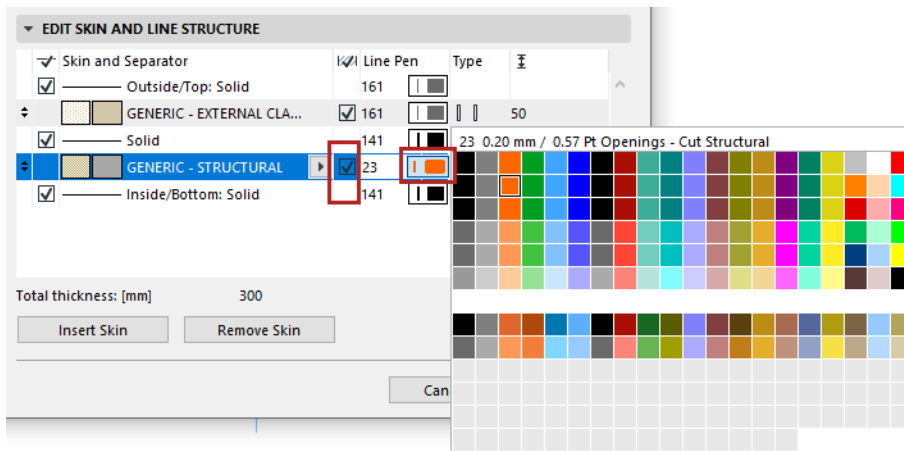 EDIT SKIN AND LINE STRUCTURE
Skin and Separator Line Pen Type
Outside/Top: Solid 161
GENERIC - EXTERNAL CLA... 161 50
Solid 141
23 0.20 mm / 0.57 Pt Openings - Cut Structural
GENERIC - STRUCTURAL 23
Inside/Bottom: Solid 141
Total thickness: [mm] 300
Insert Skin Remove Skin
Can